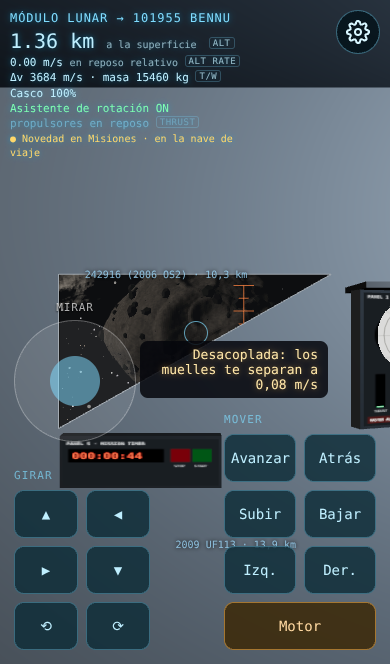 MÓDULO LUNAR → 101955 BENNU
1.36 km a la superficie ALT
0.00 m/s en reposo relativo ALT RATE
Δv 3684 m/s · masa 15460 kg T/W
Casco 100%
Asistente de rotación ON
propulsores en reposo THRUST
● Novedad en Misiones · en la nave de
viaje
242916 (2006 OS2) · 10,3 km
MIRAR
Desacoplada: los
muelles te separan a
0,08 m/s
MOVER
000:00:44
Avanzar Atrás
GIRAR
▲ ◄ Subir Bajar
2009 UF113 · 13,9 km
► ▼ Izq. Der.
⟲ ⟳ Motor